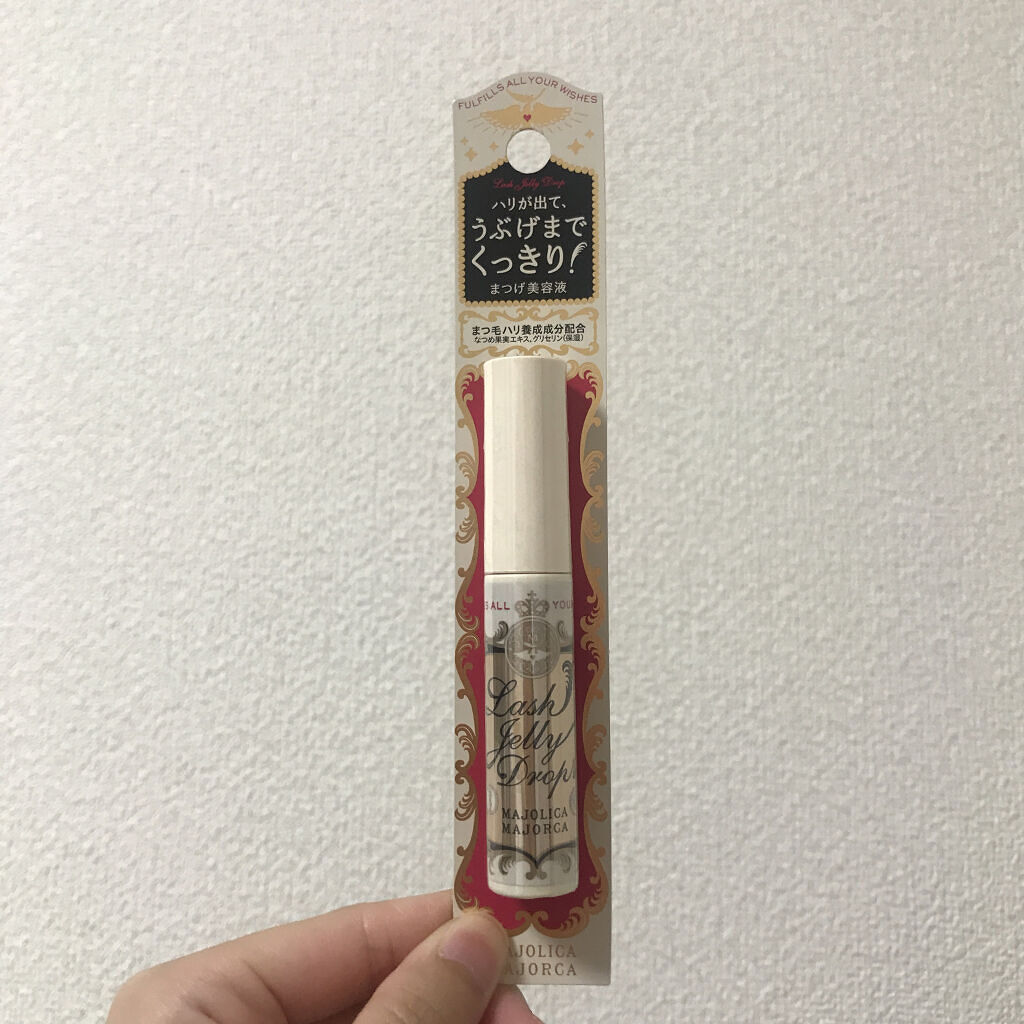 FULFILLS ALL YOUR WISHES
Lash Jelly Drop
ハリが出て、
うぶげまで
くっきり!
まつげ美容液
まつ毛ハリ養成成分配合
なつめ果実エキス、グリセリン(保湿)
S ALL YOUR
Lash
Jelly
Drop
MAJOLICA
MAJORCA
JOLICA
AJORCA